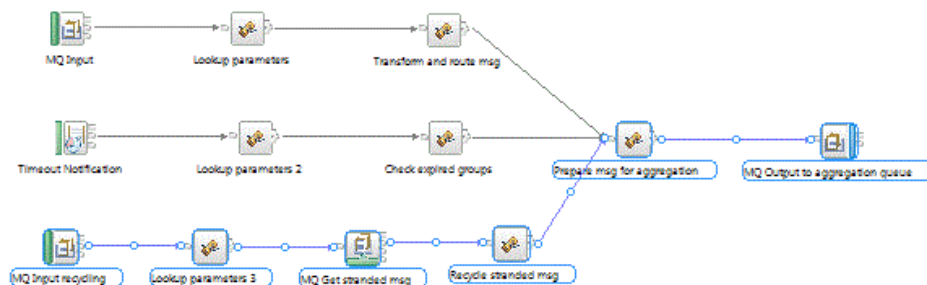 MQ Input
Lookup parameters
Transform and route msg
Timeout Notification
Lookup parameters 2
Check expired groups
Prepare msg for aggregation
MQ Output to aggregation queue
MQ Input recycling
Lookup parameters 3
MQ Get stranded msg
Recycle stranded msg